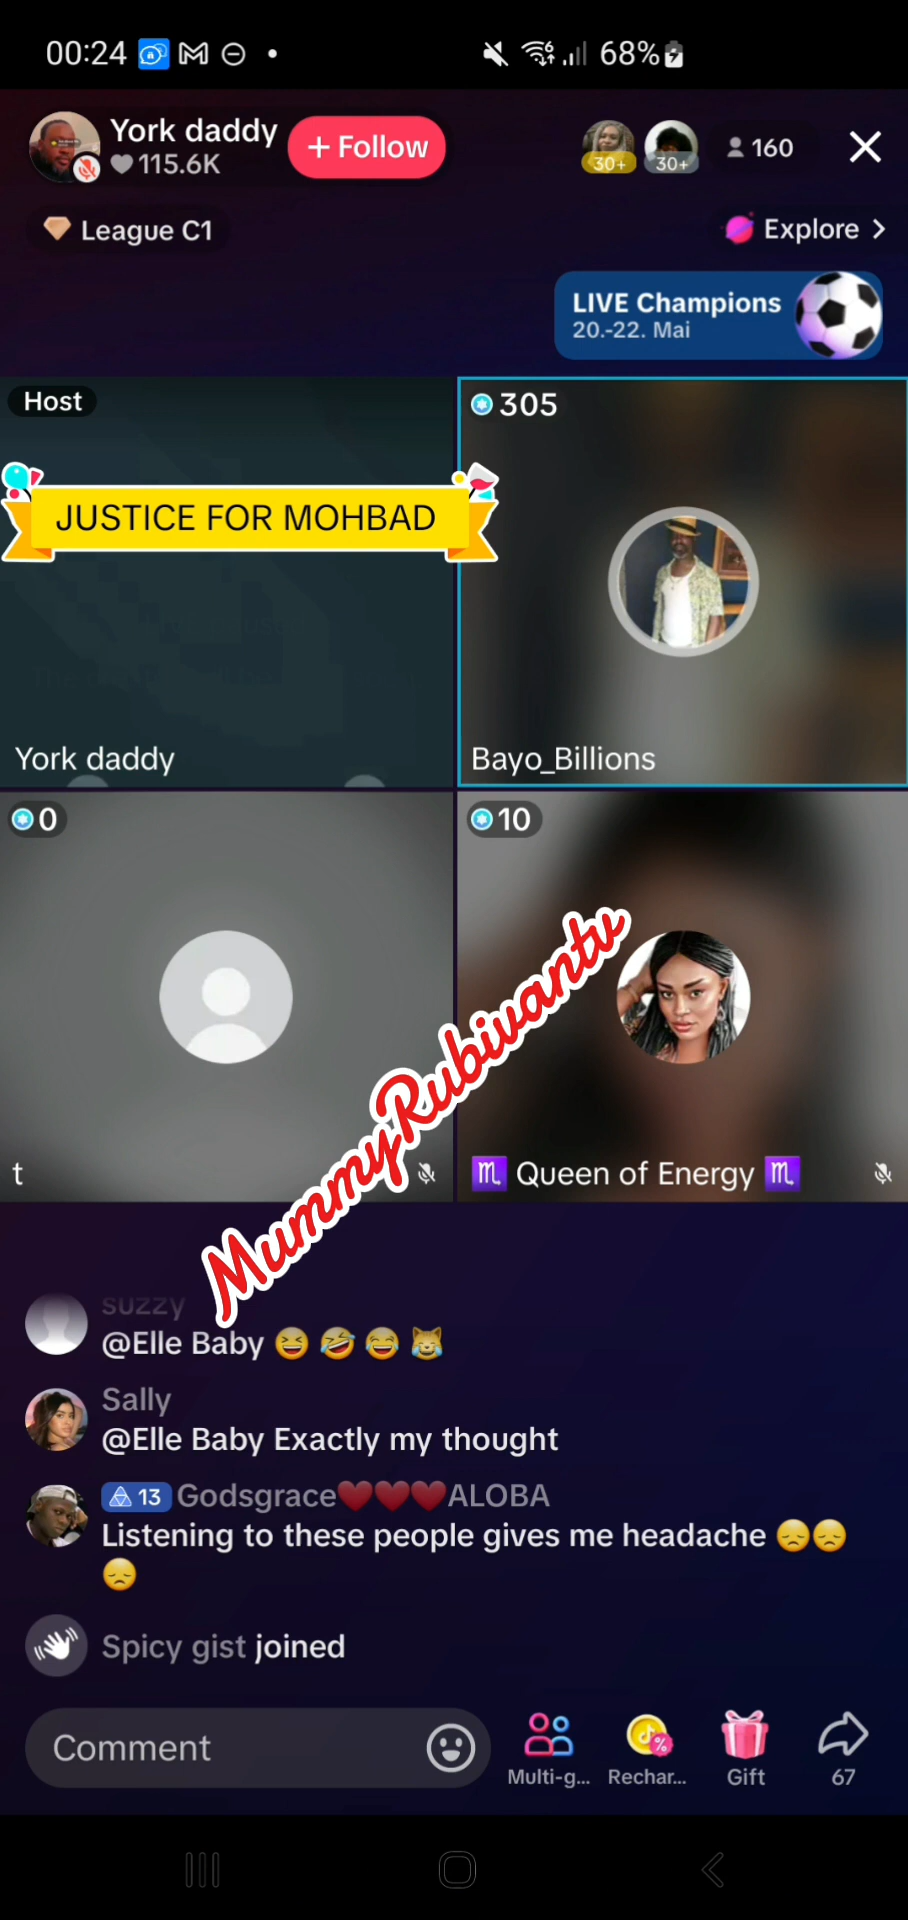 00:24
68%
York daddy
115.6K
+ Follow
30+
30+
160
League C1
Explore
LIVE Champions
20.-22. Mai
Host
305
JUSTICE FOR MOHBAD
York daddy
Bayo_Billions
0
10
t
Queen of Energy
MummyRubivantv
suzzy
@Elle Baby 😆 🤣 😂 😹
Sally
@Elle Baby Exactly my thought
13 Godsgrace❤️❤️❤️ALOBA
Listening to these people gives me headache 😞😞
😞
Spicy gist joined
Comment
Multi-g...
Rechar...
Gift
67